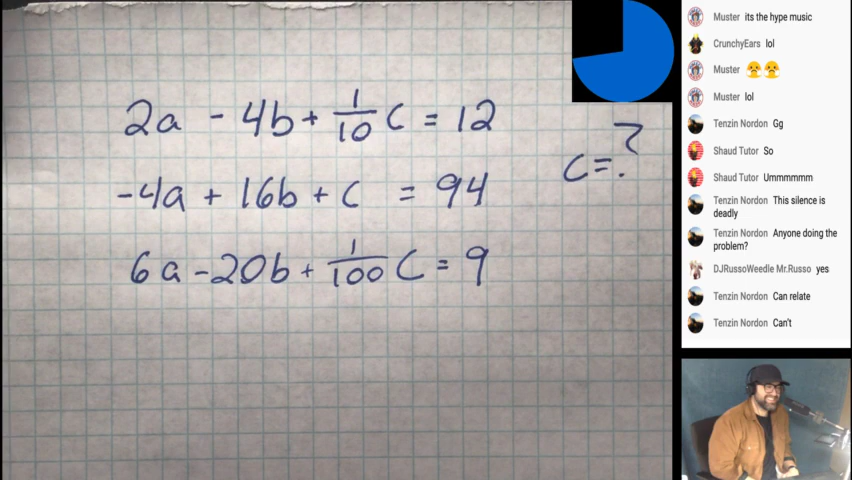 2a - 4b + 1/10 c = 12
-4a + 16b + c = 94
6a - 20b + 1/100 c = 9
c = ?
Muster its the hype music
CrunchyEars lol
Muster 😤😤
Muster lol
Tenzin Nordon Gg
Shaud Tutor So
Shaud Tutor Ummmmmm
Tenzin Nordon This silence is
deadly
Tenzin Nordon Anyone doing the
problem?
DJRussoWeedle Mr.Russo yes
Tenzin Nordon Can relate
Tenzin Nordon Can't